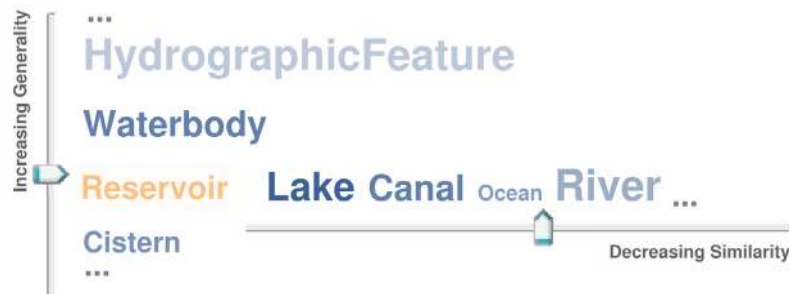 Increasing Generality
...
HydrographicFeature
Waterbody
Reservoir Lake Canal Ocean River ...
Cistern
...
Decreasing Similarity